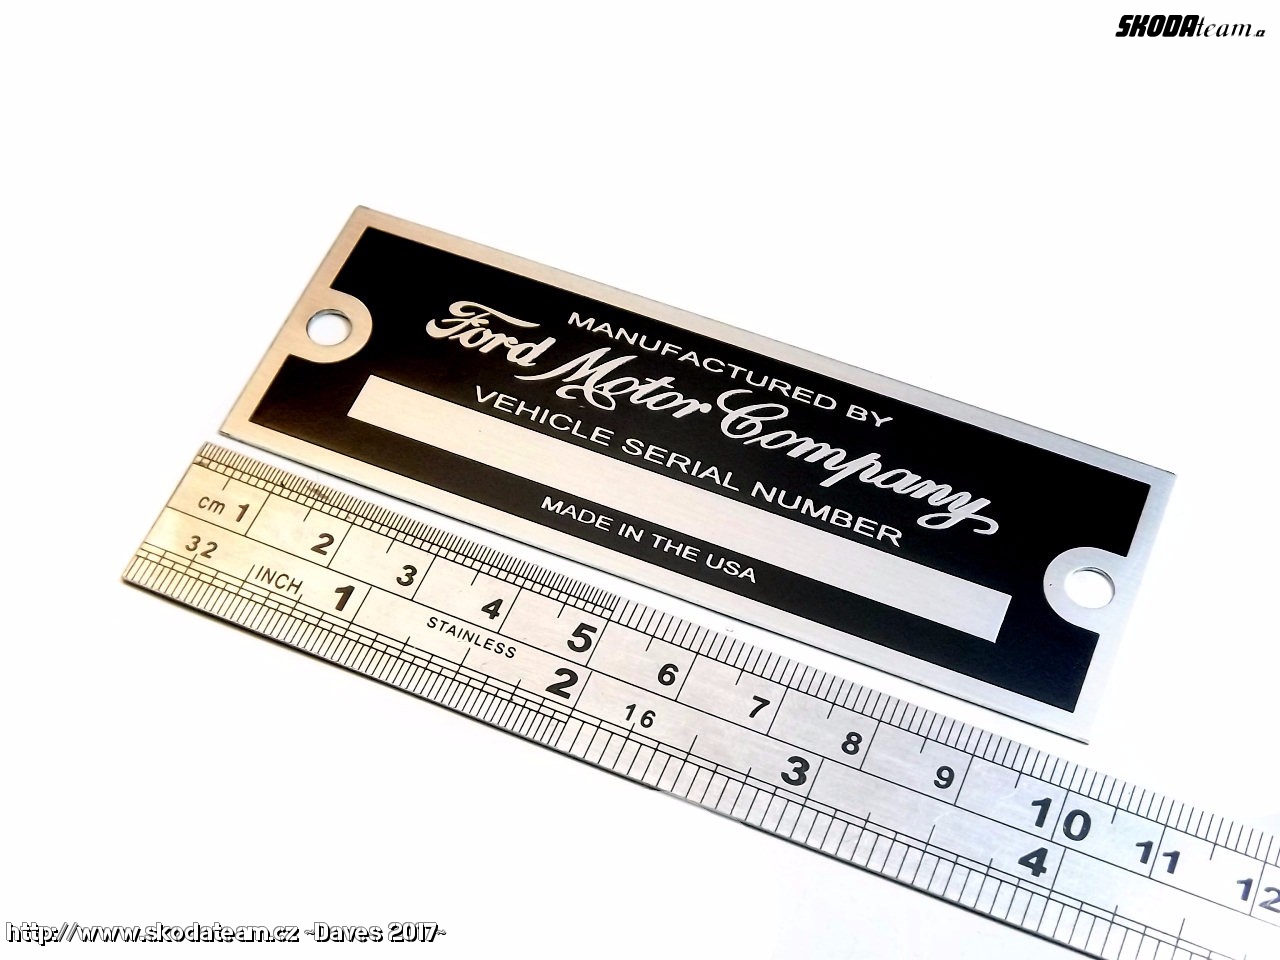 SKODAteam.cz
MANUFACTURED BY
Ford Motor Company
VEHICLE SERIAL NUMBER
MADE IN THE USA
cm 1 2 3 4 5 6 7 8 9 10 11 12
32 INCH 1 STAINLESS 2 16 3 4
http://www.skodateam.cz ~Daves 2017~